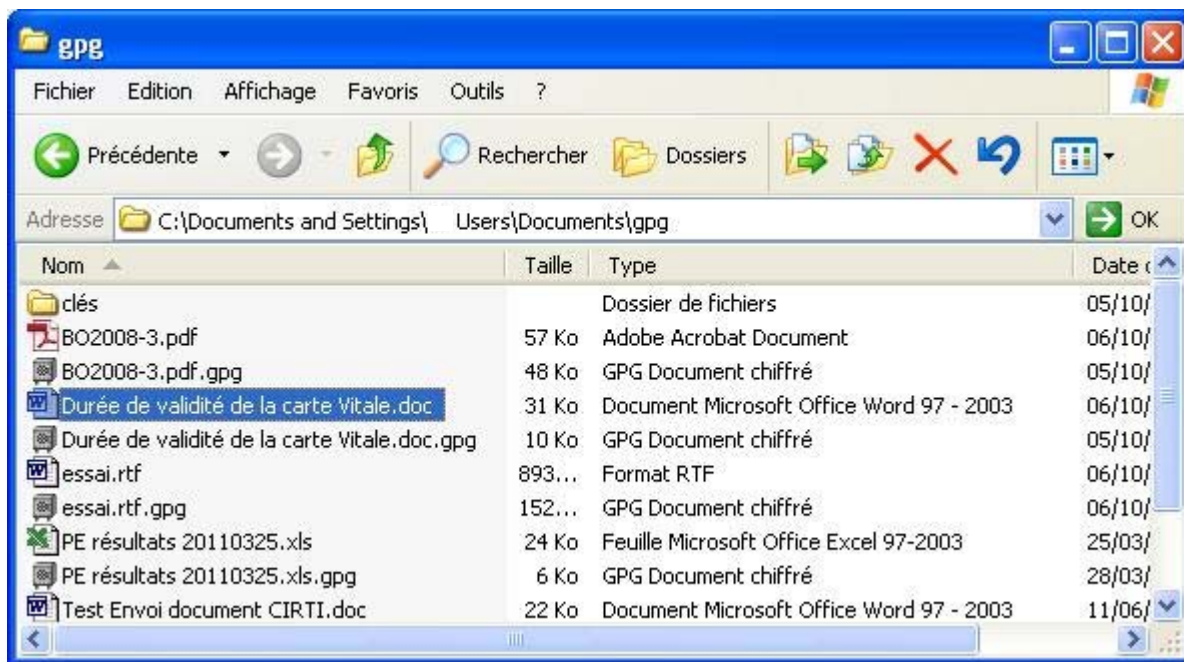 gpg
Fichier Edition Affichage Favoris Outils ?
Précédente Rechercher Dossiers
Adresse C:\Documents and Settings\ Users\Documents\gpg OK
Nom Taille Type Date
clés Dossier de fichiers 05/10/
BO2008-3.pdf 57 Ko Adobe Acrobat Document 06/10/
BO2008-3.pdf.gpg 48 Ko GPG Document chiffré 05/10/
Durée de validité de la carte Vitale.doc 31 Ko Document Microsoft Office Word 97 - 2003 06/10/
Durée de validité de la carte Vitale.doc.gpg 10 Ko GPG Document chiffré 05/10/
essai.rtf 893... Format RTF 06/10/
essai.rtf.gpg 152... GPG Document chiffré 06/10/
PE résultats 20110325.xls 24 Ko Feuille Microsoft Office Excel 97-2003 25/03/
PE résultats 20110325.xls.gpg 6 Ko GPG Document chiffré 28/03/
Test Envoi document CIRTI.doc 22 Ko Document Microsoft Office Word 97 - 2003 11/06/